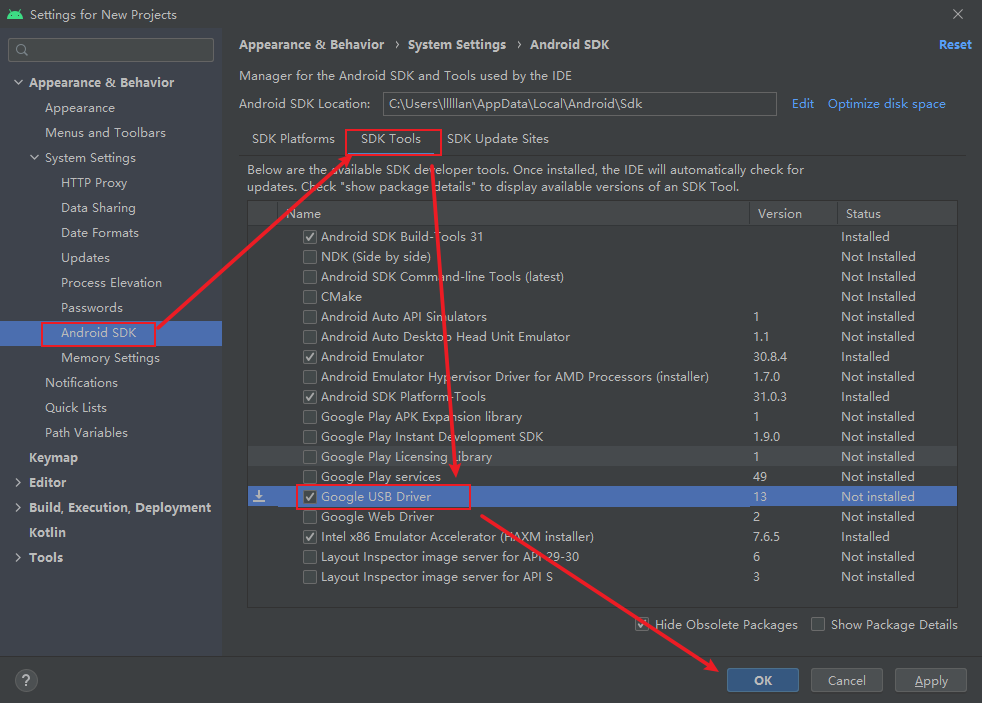 Settings for New Projects
Appearance & Behavior
Appearance
Menus and Toolbars
System Settings
HTTP Proxy
Data Sharing
Date Formats
Updates
Process Elevation
Passwords
Android SDK
Memory Settings
Notifications
Quick Lists
Path Variables
Keymap
Editor
Build, Execution, Deployment
Kotlin
Tools
Appearance & Behavior › System Settings › Android SDK Reset
Manager for the Android SDK and Tools used by the IDE
Android SDK Location: C:\Users\lllllan\AppData\Local\Android\Sdk Edit Optimize disk space
SDK Platforms SDK Tools SDK Update Sites
Below are the available SDK developer tools. Once installed, the IDE will automatically check for
updates. Check "show package details" to display available versions of an SDK Tool.
Name Version Status
Android SDK Build-Tools 31 Installed
NDK (Side by side) Not Installed
Android SDK Command-line Tools (latest) Not Installed
CMake Not Installed
Android Auto API Simulators 1 Not installed
Android Auto Desktop Head Unit Emulator 1.1 Not installed
Android Emulator 30.8.4 Installed
Android Emulator Hypervisor Driver for AMD Processors (installer) 1.7.0 Not installed
Android SDK Platform-Tools 31.0.3 Installed
Google Play APK Expansion library 1 Not installed
Google Play Instant Development SDK 1.9.0 Not installed
Google Play Licensing Library 1 Not installed
Google Play services 49 Not installed
Google USB Driver 13 Not installed
Google Web Driver 2 Not installed
Intel x86 Emulator Accelerator (HAXM installer) 7.6.5 Installed
Layout Inspector image server for API 29-30 6 Not installed
Layout Inspector image server for API S 3 Not installed
Hide Obsolete Packages Show Package Details
? OK Cancel Apply